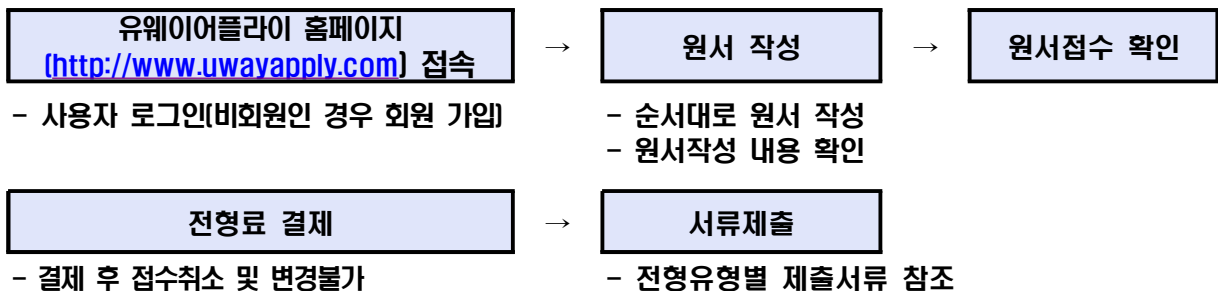 유웨이어플라이 홈페이지
(http://www.uwayapply.com) 접속
→
원서 작성
→
원서접수 확인
- 사용자 로그인(비회원인 경우 회원 가입)
- 순서대로 원서 작성
- 원서작성 내용 확인
전형료 결제
→
서류제출
- 결제 후 접수취소 및 변경불가
- 전형유형별 제출서류 참조